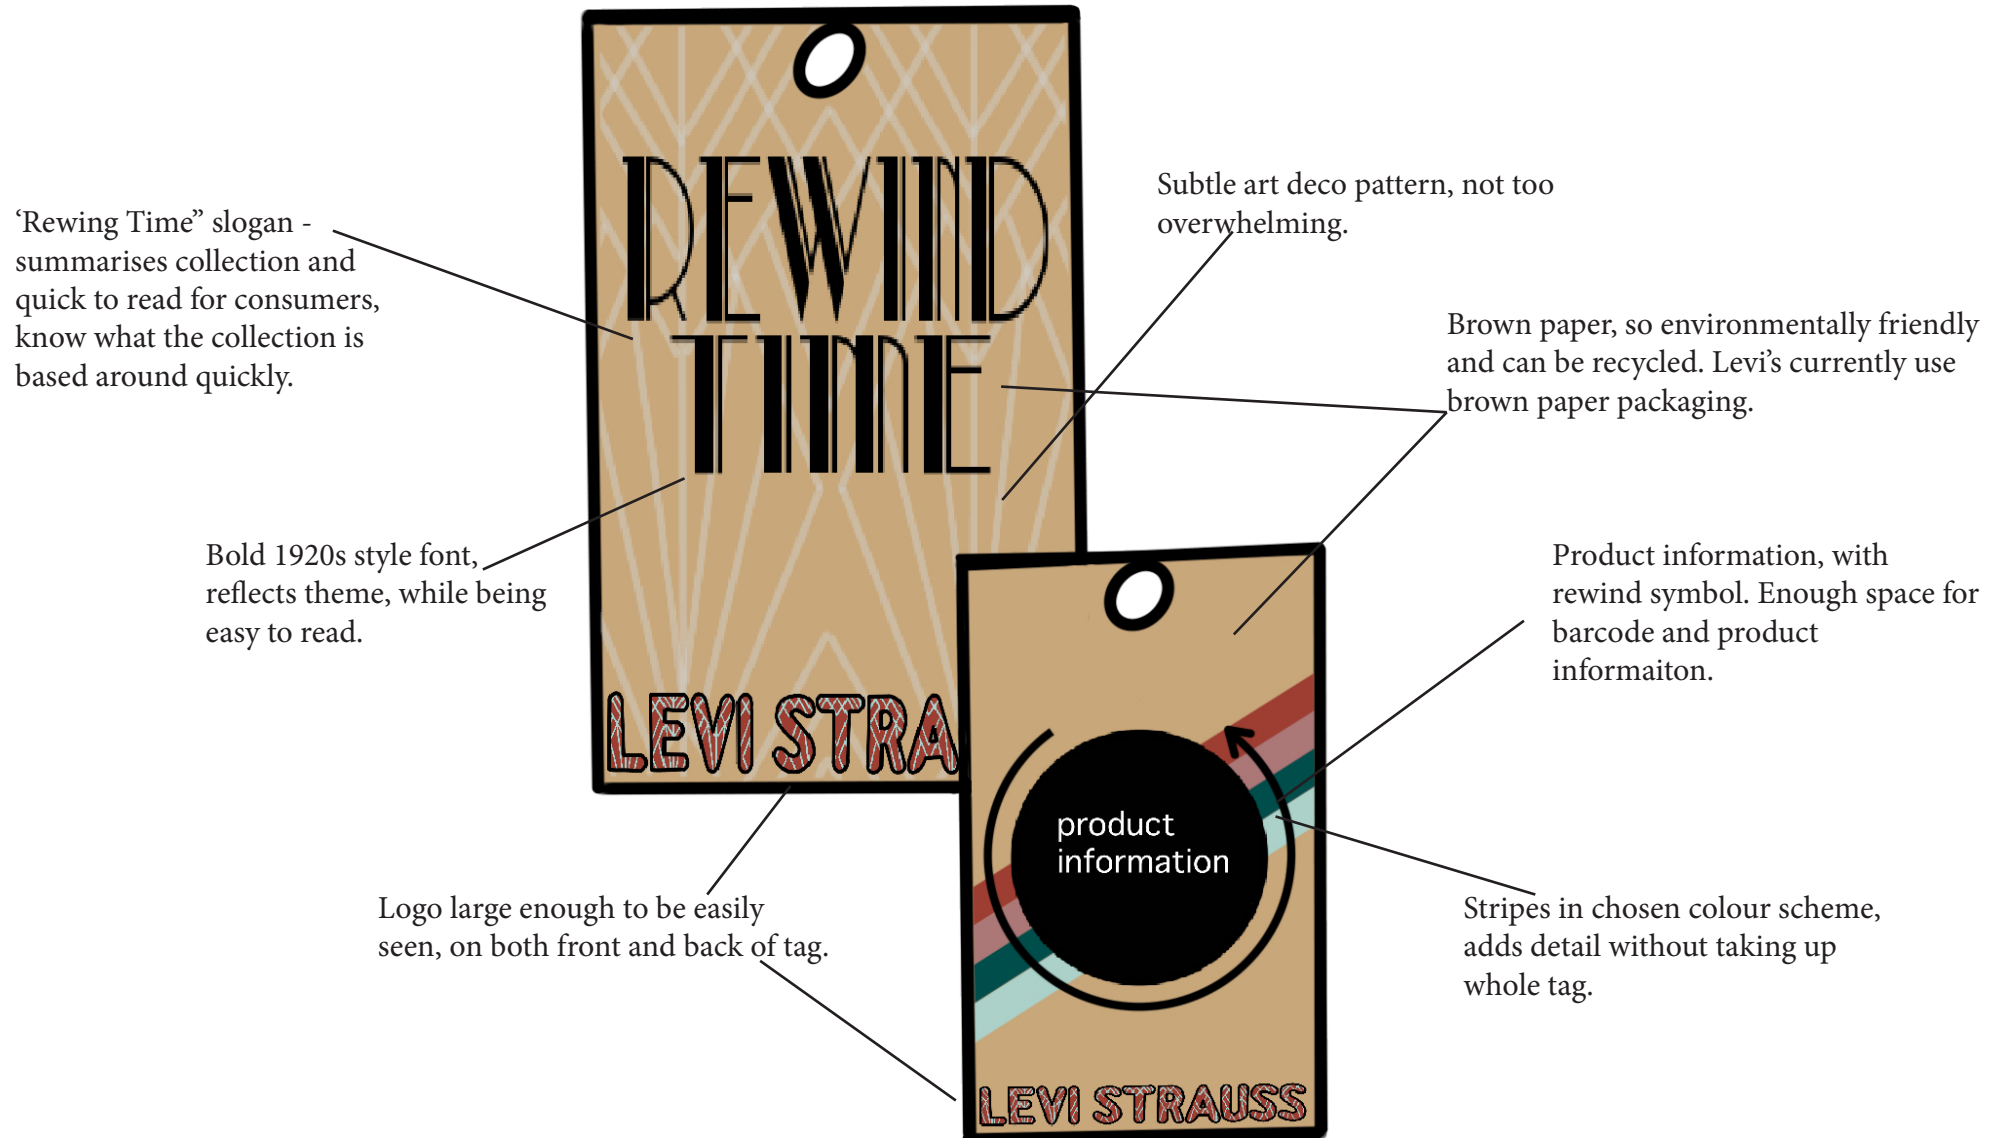 REWIND
TIME
LEVI STRA
‘Rewing Time” slogan -
summarises collection and
quick to read for consumers,
know what the collection is
based around quickly.
Subtle art deco pattern, not too
overwhelming.
Brown paper, so environmentally friendly
and can be recycled. Levi’s currently use
brown paper packaging.
Bold 1920s style font,
reflects theme, while being
easy to read.
Product information, with
rewind symbol. Enough space for
barcode and product
informaiton.
product
information
Logo large enough to be easily
seen, on both front and back of tag.
Stripes in chosen colour scheme,
adds detail without taking up
whole tag.
LEVI STRAUSS